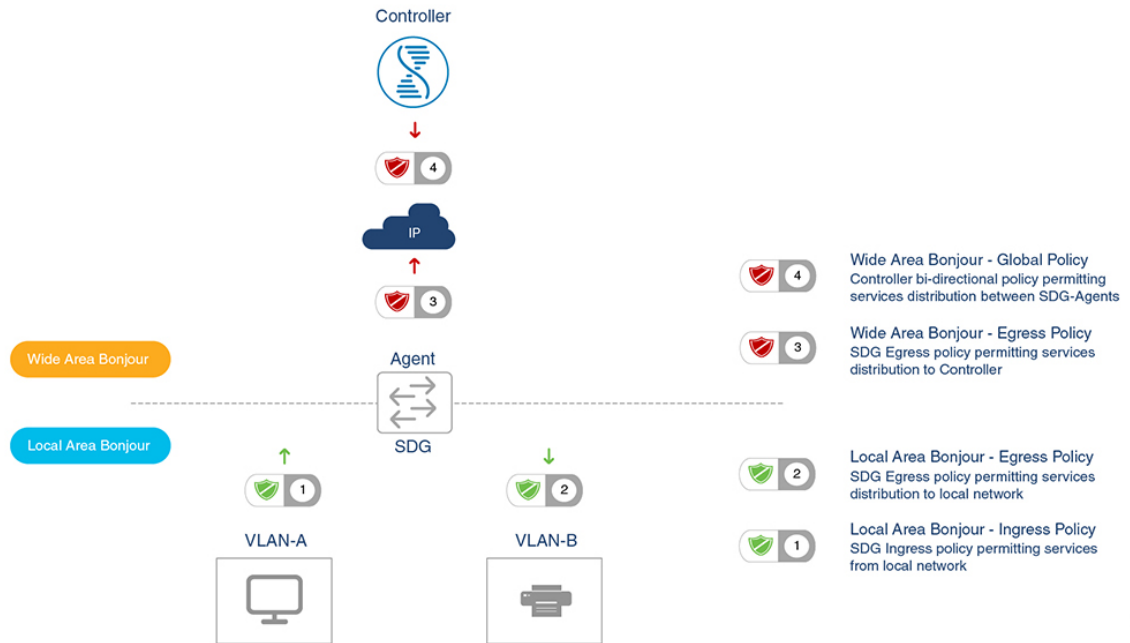 Controller
4
IP
3
Wide Area Bonjour
Agent
SDG
Local Area Bonjour
1
2
VLAN-A
VLAN-B
4
Wide Area Bonjour - Global Policy
Controller bi-directional policy permitting
services distribution between SDG-Agents
3
Wide Area Bonjour - Egress Policy
SDG Egress policy permitting services
distribution to Controller
2
Local Area Bonjour - Egress Policy
SDG Egress policy permitting services
distribution to local network
1
Local Area Bonjour - Ingress Policy
SDG Ingress policy permitting services
from local network